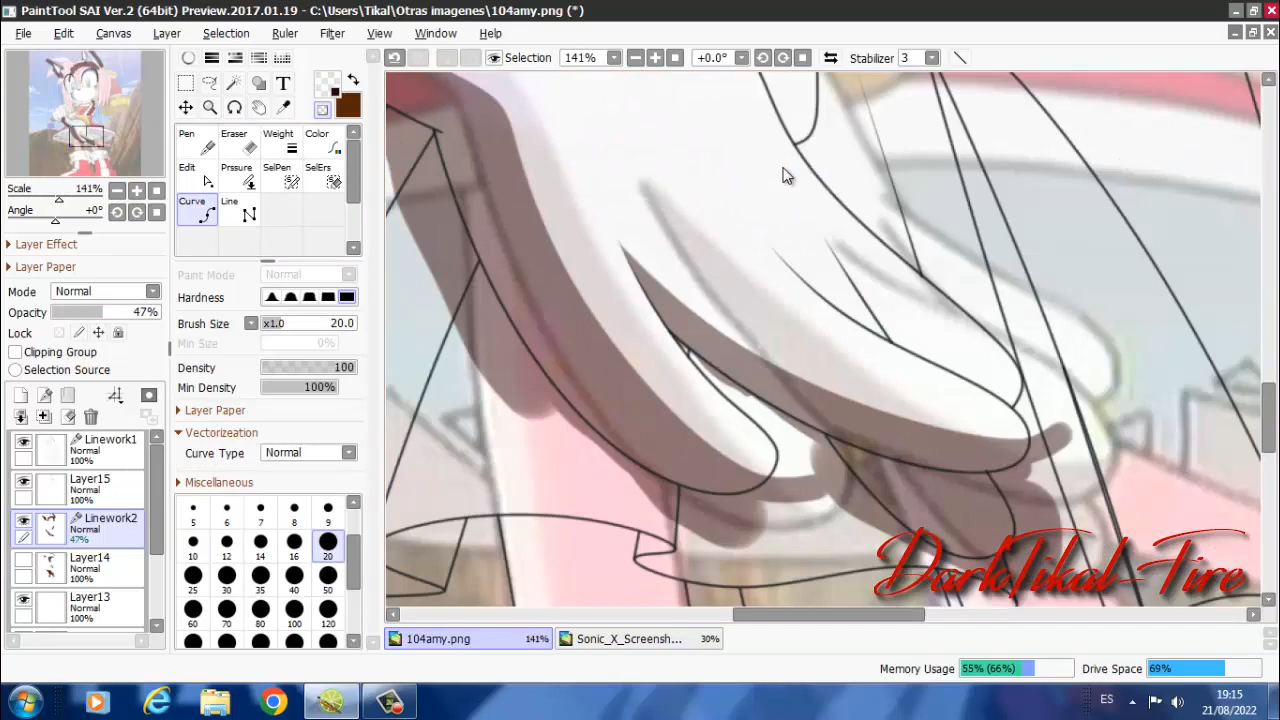 PaintTool SAI Ver.2 (64bit) Preview.2017.01.19 - C:\Users\Tikal\Otras imagenes\104amy.png (*)
File Edit Canvas Layer Selection Ruler Filter View Window Help
Selection 141% +0.0° Stabilizer 3
T
Pen Eraser Weight Color
Edit Prssure SelPen SelErs
Curve Line
Scale 141%
Angle +0°
Layer Effect
Layer Paper
Mode Normal
Opacity 47%
Lock
Clipping Group
Selection Source
Linework1
Normal
100%
Layer15
Normal
100%
Linework2
Normal
47%
Layer14
Normal
100%
Layer13
Normal
100%
Paint Mode Normal
Hardness
Brush Size x1.0 20.0
Min Size 0%
Density 100
Min Density 100%
Layer Paper
Vectorization
Curve Type Normal
Miscellaneous
5 6 7 8 9
10 12 14 16 20
25 30 35 40 50
60 70 80 100 120
DarkTikal-Fire
104amy.png 141% Sonic_X_Screensh... 30%
Memory Usage 55% (66%) Drive Space 69%
ES 19:15
21/08/2022